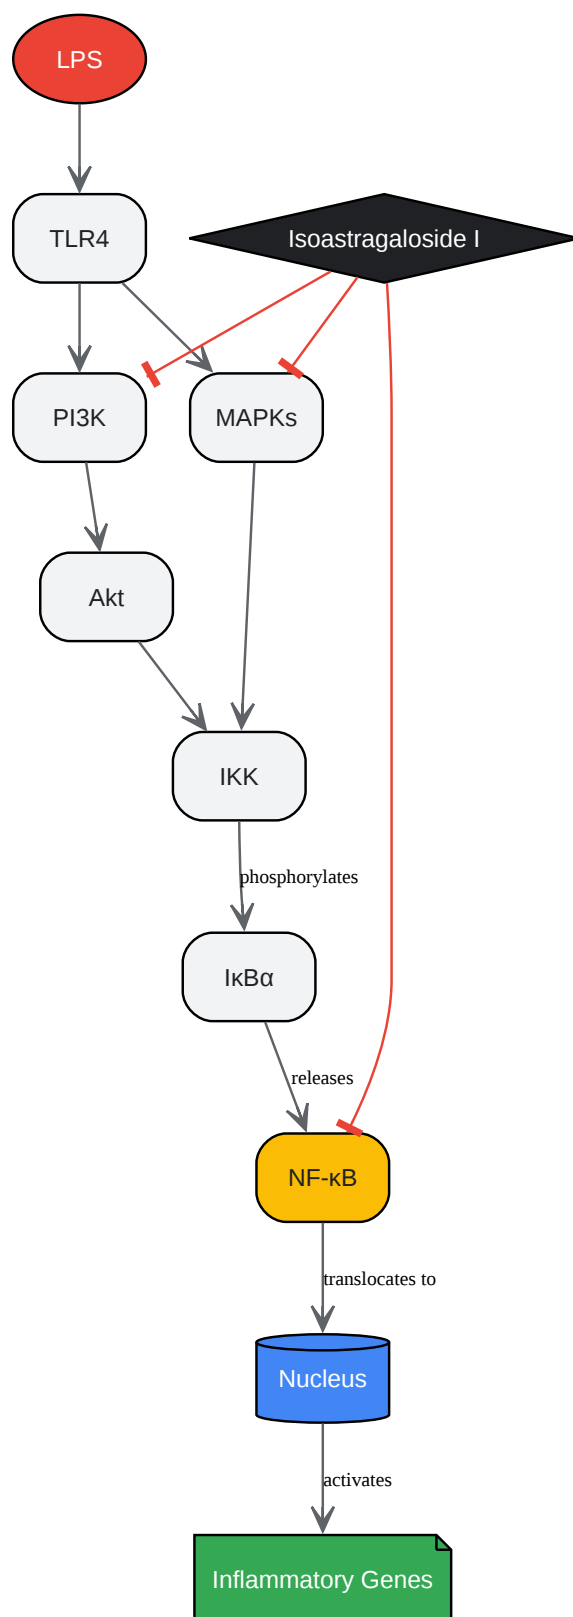 LPS
TLR4
Isoastragaloside I
PI3K
MAPKs
Akt
IKK
phosphorylates
IκBα
releases
NF-κB
translocates to
Nucleus
activates
Inflammatory Genes